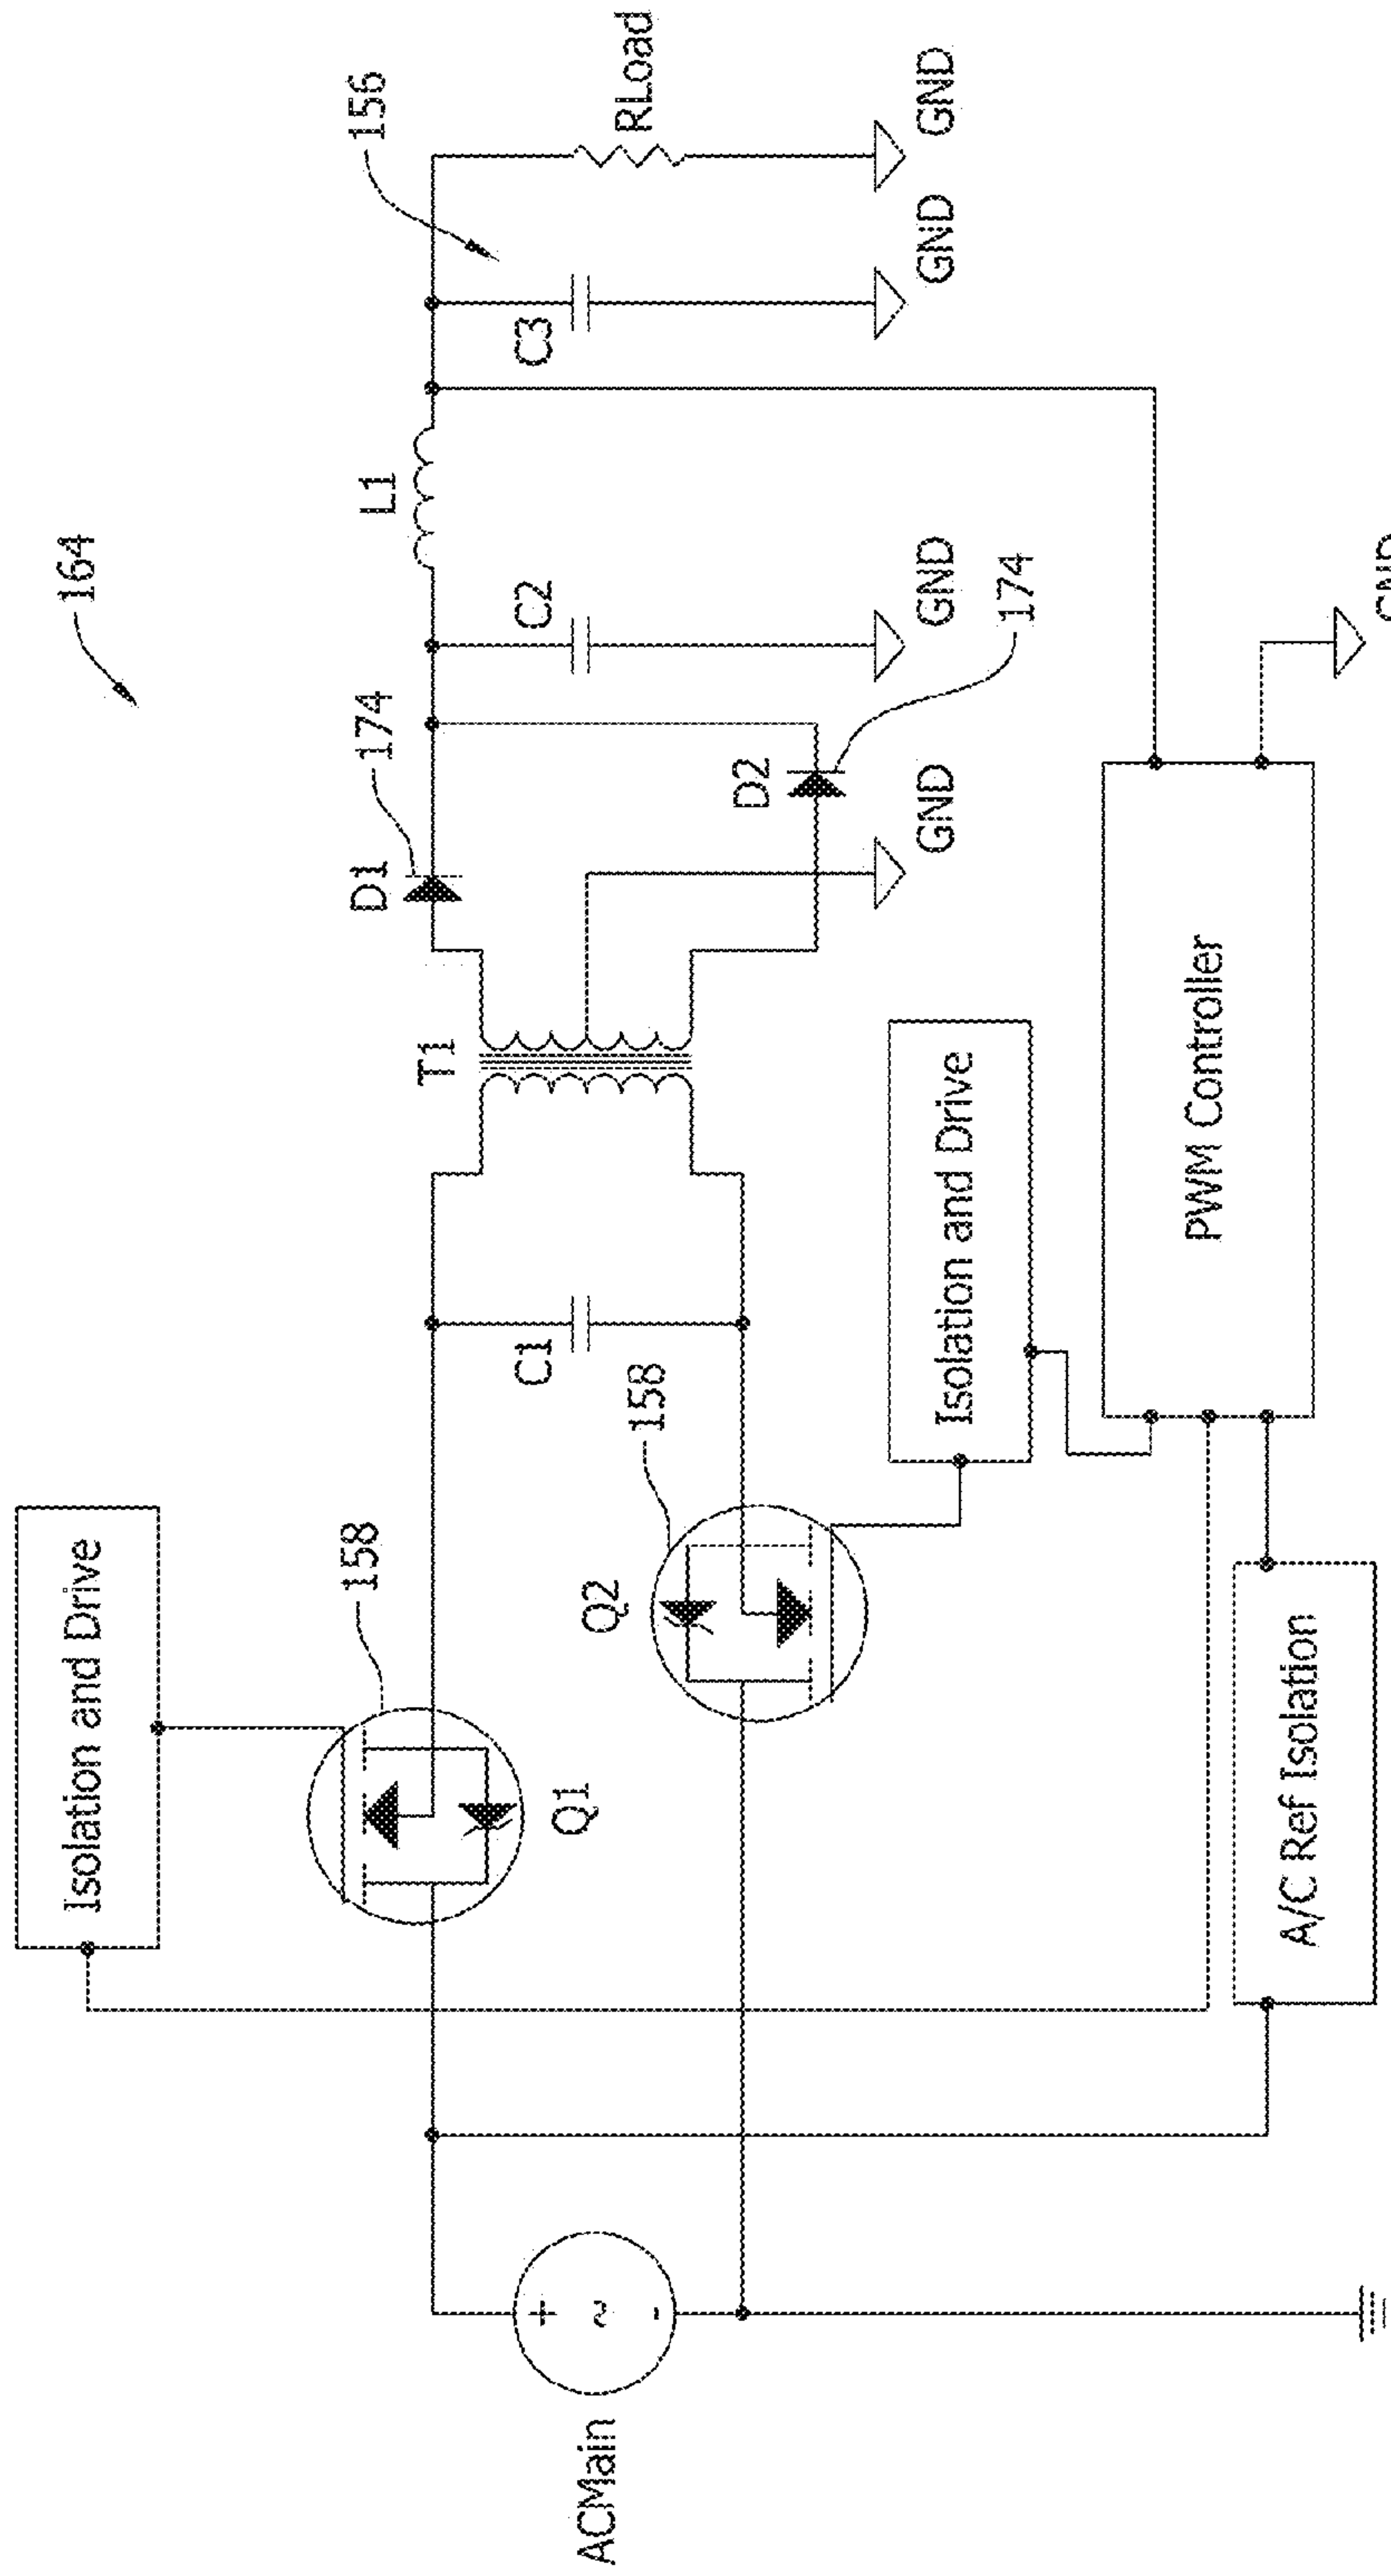 164
Isolation and Drive
158
Q1
ACMain
+
~
-
Q2
158
C1
T1
D1
174
L1
C2
C3
156
RLoad
D2
174
GND
GND
GND
GND
Isolation and Drive
PWM Controller
A/C Ref Isolation
GND